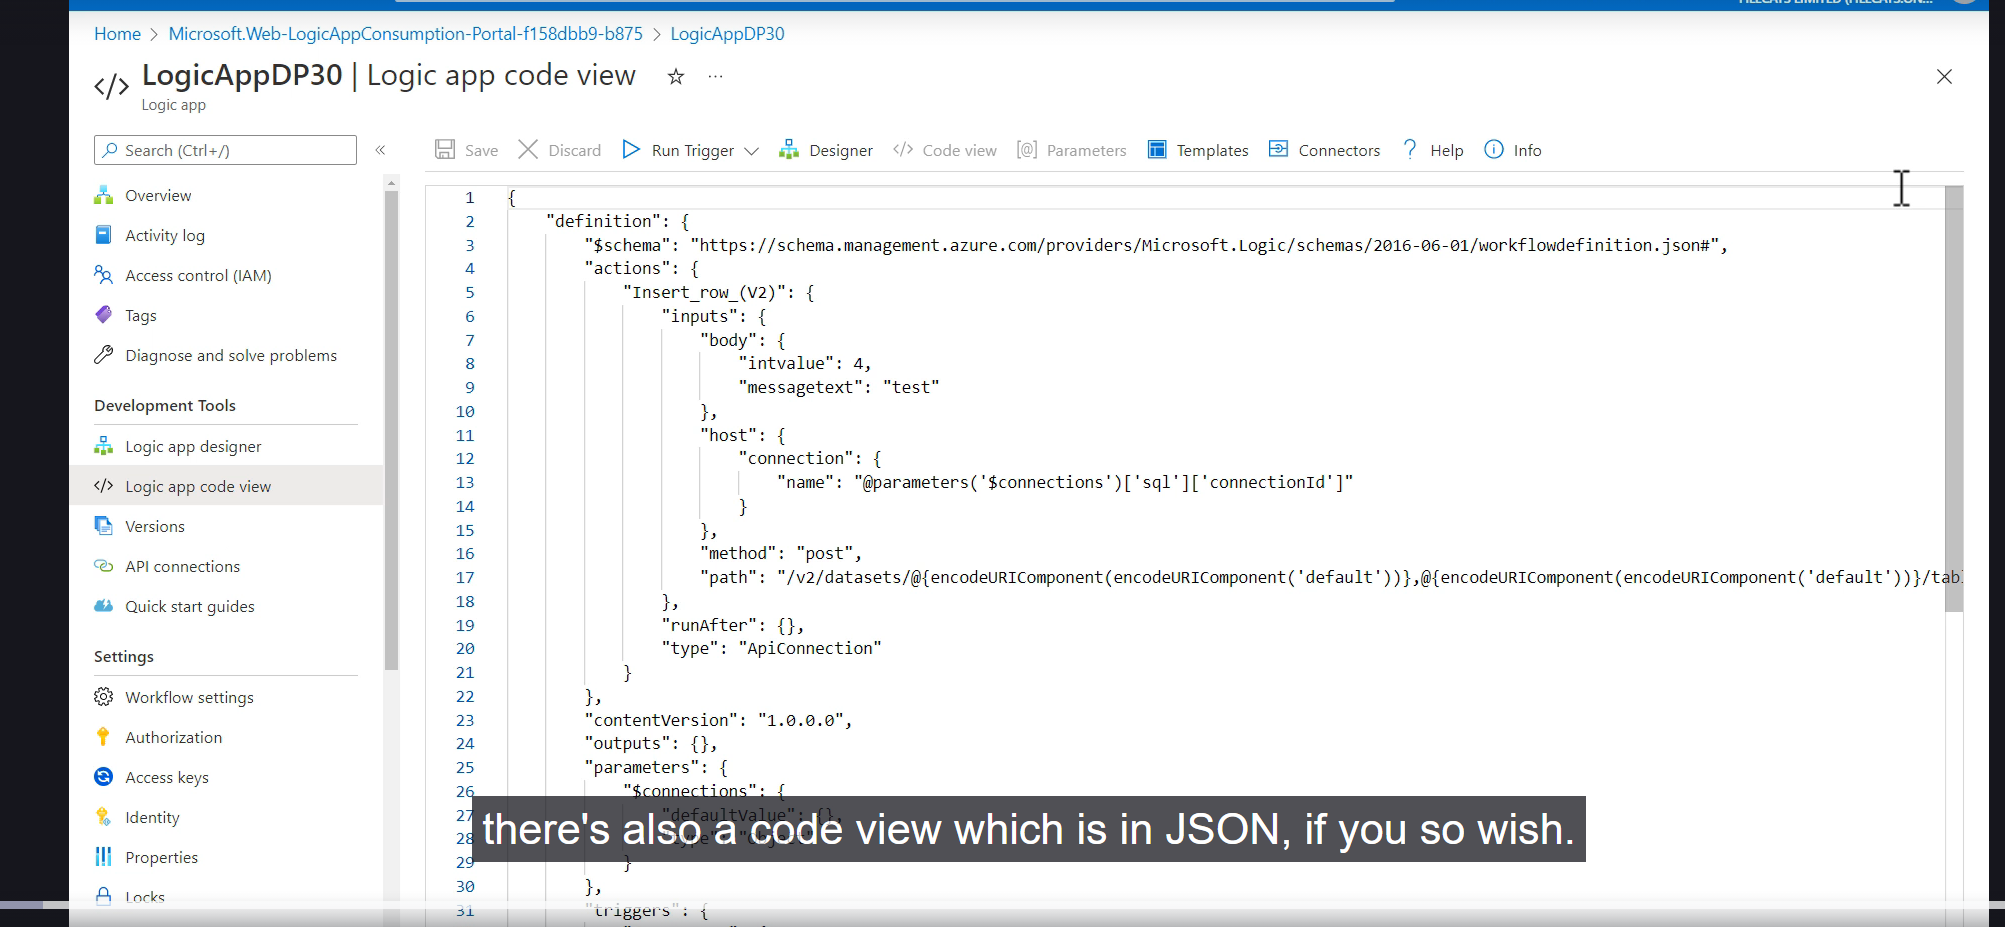 Home > Microsoft.Web-LogicAppConsumption-Portal-f158dbb9-b875 > LogicAppDP30
</> LogicAppDP30 | Logic app code view ☆ ···
Logic app
Search (Ctrl+/) «
Save Discard Run Trigger Designer </> Code view [@] Parameters Templates Connectors ? Help Info
Overview
Activity log
Access control (IAM)
Tags
Diagnose and solve problems
Development Tools
Logic app designer
</> Logic app code view
Versions
API connections
Quick start guides
Settings
Workflow settings
Authorization
Access keys
Identity
Properties
Locks
1 {
2 "definition": {
3 "$schema": "https://schema.management.azure.com/providers/Microsoft.Logic/schemas/2016-06-01/workflowdefinition.json#",
4 "actions": {
5 "Insert_row_(V2)": {
6 "inputs": {
7 "body": {
8 "intvalue": 4,
9 "messagetext": "test"
10 },
11 "host": {
12 "connection": {
13 "name": "@parameters('$connections')['sql']['connectionId']"
14 }
15 },
16 "method": "post",
17 "path": "/v2/datasets/@{encodeURIComponent(encodeURIComponent('default'))},@{encodeURIComponent(encodeURIComponent('default'))}/tab
18 },
19 "runAfter": {},
20 "type": "ApiConnection"
21 }
22 },
23 "contentVersion": "1.0.0.0",
24 "outputs": {},
25 "parameters": {
26 "$connections": {
27 "defaultValue": {},
28 "type":
29 }
30 },
31 "triggers": {
there's also a code view which is in JSON, if you so wish.